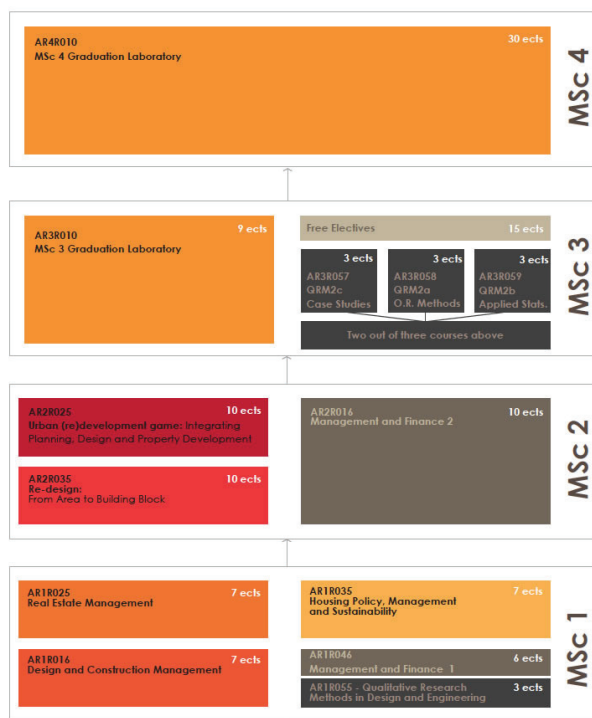 AR4R010
30 ects
MSc 4 Graduation Laboratory
MSc 4
AR3R010
9 ects
MSc 3 Graduation Laboratory
Free Electives
15 ects
3 ects
AR3R057
QRM2c
Case Studies
3 ects
AR3R058
QRM2a
O.R. Methods
3 ects
AR3R059
QRM2b
Applied Stats.
Two out of three courses above
MSc 3
AR2R025
10 ects
Urban (re)development game: Integrating
Planning, Design and Property Development
AR2R035
10 ects
Re-design:
From Area to Building Block
AR2R016
10 ects
Management and Finance 2
MSc 2
AR1R025
7 ects
Real Estate Management
AR1R016
7 ects
Design and Construction Management
AR1R035
7 ects
Housing Policy, Management
and Sustainability
AR1R046
6 ects
Management and Finance 1
AR1R055 - Qualitative Research
3 ects
Methods in Design and Engineering
MSc 1